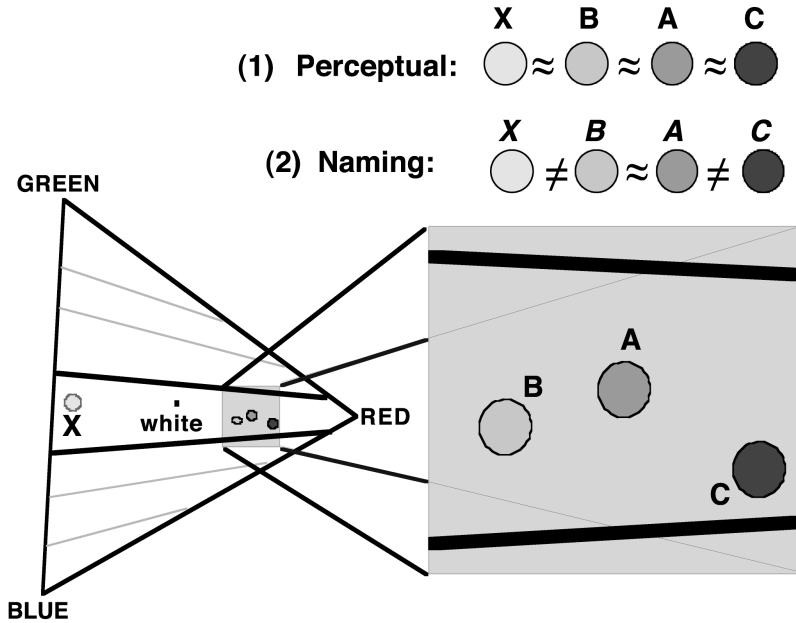 X B A C
(1) Perceptual: ≈ ≈ ≈
X B A C
(2) Naming: ≠ ≈ ≠
GREEN
A
B
X
white
RED
C
BLUE